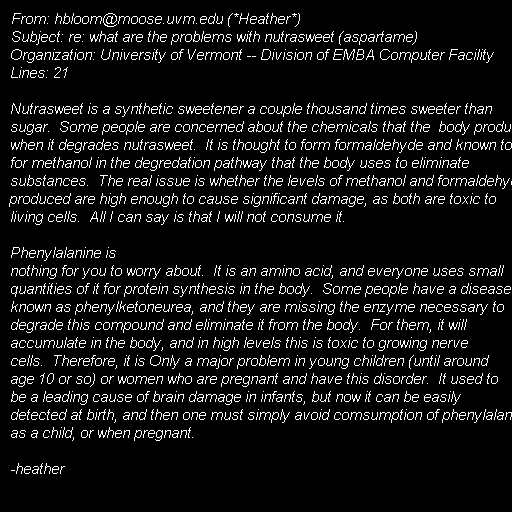 From: hbloom@moose.uvm.edu (*Heather*)
Subject: re: what are the problems with nutrasweet (aspartame)
Organization: University of Vermont -- Division of EMBA Computer Facility
Lines: 21

Nutrasweet is a synthetic sweetener a couple thousand times sweeter than
sugar.  Some people are concerned about the chemicals that the  body produ
when it degrades nutrasweet.  It is thought to form formaldehyde and known to
for methanol in the degredation pathway that the body uses to eliminate
substances.  The real issue is whether the levels of methanol and formaldehy
produced are high enough to cause significant damage, as both are toxic to
living cells.  All I can say is that I will not consume it.

Phenylalanine is
nothing for you to worry about.  It is an amino acid, and everyone uses small
quantities of it for protein synthesis in the body.  Some people have a disease
known as phenylketoneurea, and they are missing the enzyme necessary to
degrade this compound and eliminate it from the body.  For them, it will
accumulate in the body, and in high levels this is toxic to growing nerve
cells.  Therefore, it is Only a major problem in young children (until around
age 10 or so) or women who are pregnant and have this disorder.  It used to
be a leading cause of brain damage in infants, but now it can be easily
detected at birth, and then one must simply avoid comsumption of phenylalan
as a child, or when pregnant.

-heather